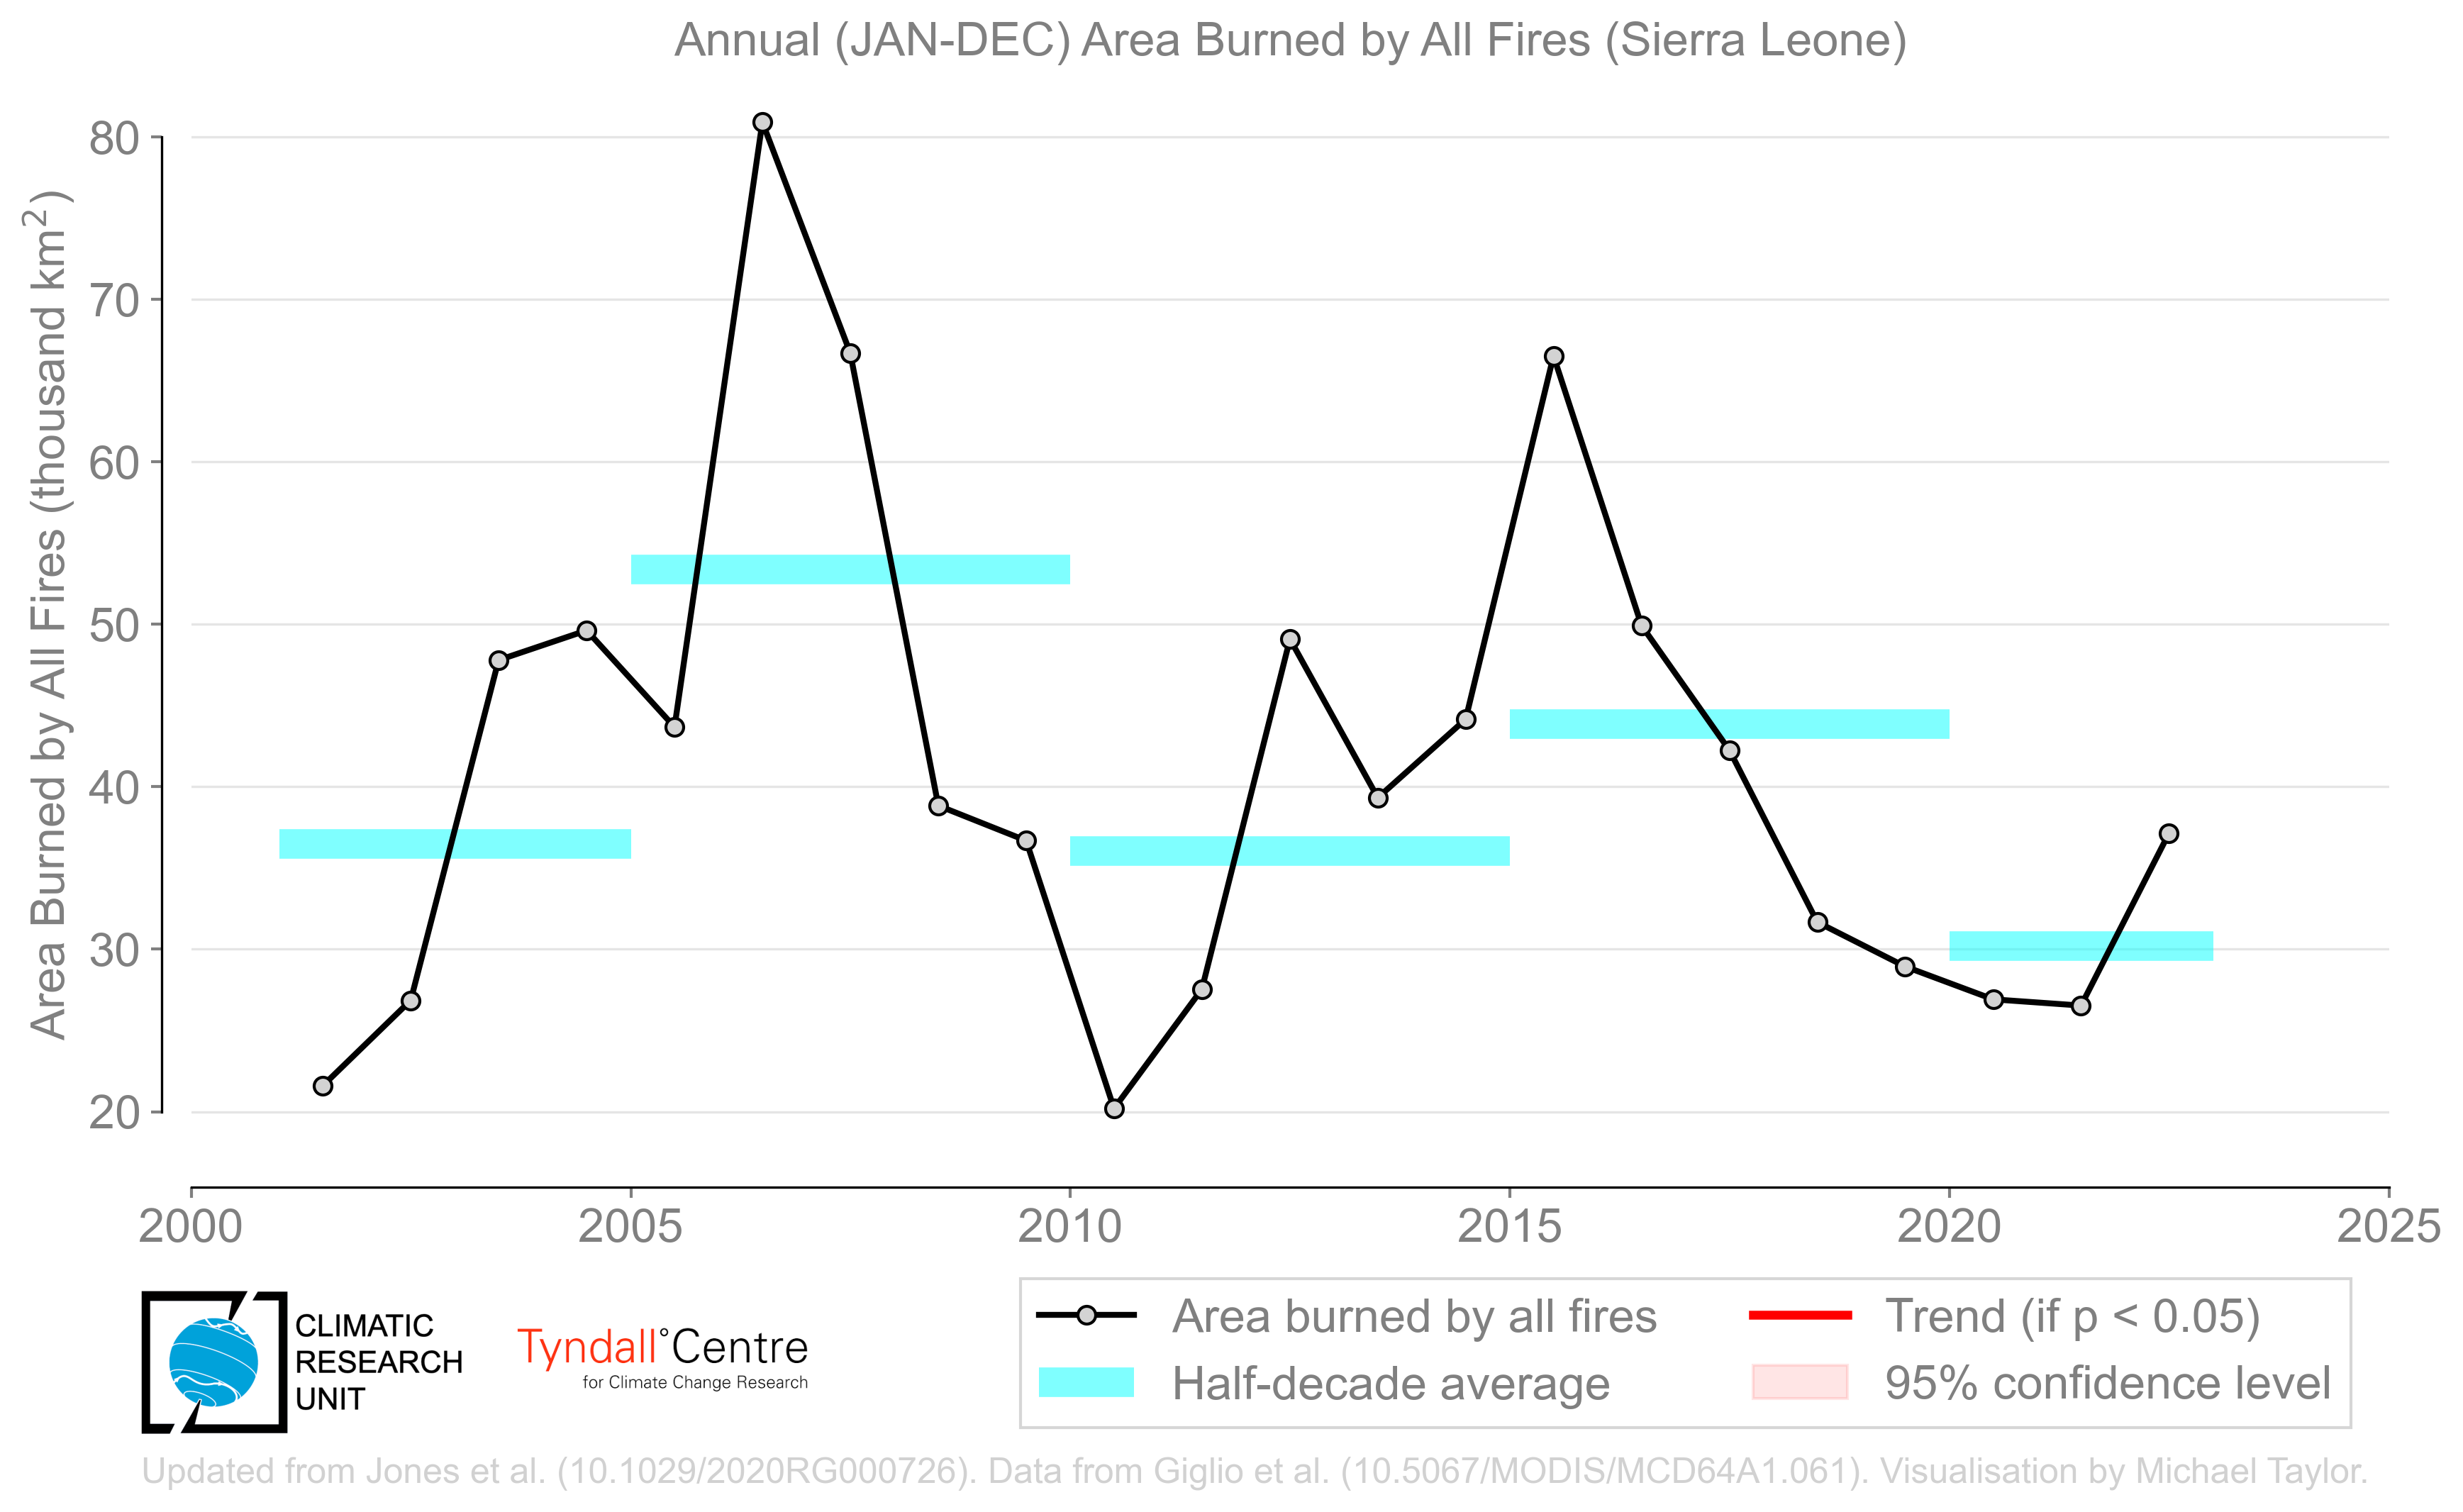 Annual (JAN-DEC) Area Burned by All Fires (Sierra Leone)
Area Burned by All Fires (thousand km²)
80
70
60
50
40
30
20
2000 2005 2010 2015 2020 2025
CLIMATIC
RESEARCH
UNIT
Tyndall°Centre
for Climate Change Research
Area burned by all fires
Half-decade average
Trend (if p < 0.05)
95% confidence level
Updated from Jones et al. (10.1029/2020RG000726). Data from Giglio et al. (10.5067/MODIS/MCD64A1.061). Visualisation by Michael Taylor.